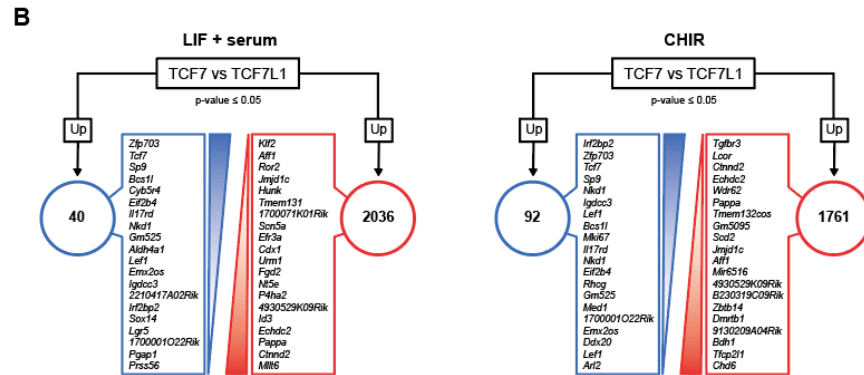 B
LIF + serum
TCF7 vs TCF7L1
p-value ≤ 0.05
Up
Up
40
Zfp703
Tcf7
Sp9
Bcs1l
Cyb5r4
Eif2b4
Il17rd
Nkd1
Gm525
Aldh4a1
Lef1
Emx2os
Igdcc3
2210417A02Rik
Irf2bp2
Sox14
Lgr5
1700001O22Rik
Pgap1
Prss56
Klf2
Aff1
Ror2
Jmjd1c
Hunk
Tmem131
1700071K01Rik
Scn5a
Efr3a
Cdx1
Urm1
Fgd2
Nt5e
P4ha2
4930529K09Rik
Id3
Echdc2
Pappa
Ctnnd2
Mllt6
2036
CHIR
TCF7 vs TCF7L1
p-value ≤ 0.05
Up
Up
92
Irf2bp2
Zfp703
Tcf7
Sp9
Nkd1
Igdcc3
Lef1
Bcs1l
Mki67
Il17rd
Nkd1
Eif2b4
Rhcg
Gm525
Med1
1700001O22Rik
Emx2os
Ddx20
Lef1
Arl2
Tgfbr3
Lcor
Ctnnd2
Echdc2
Wdr62
Pappa
Tmem132cos
Gm5095
Scd2
Jmjd1c
Aff1
Mir6516
4930529K09Rik
B230319C09Rik
Zbtb14
Dmrtb1
9130209A04Rik
Bdh1
Tfcp2l1
Chd6
1761